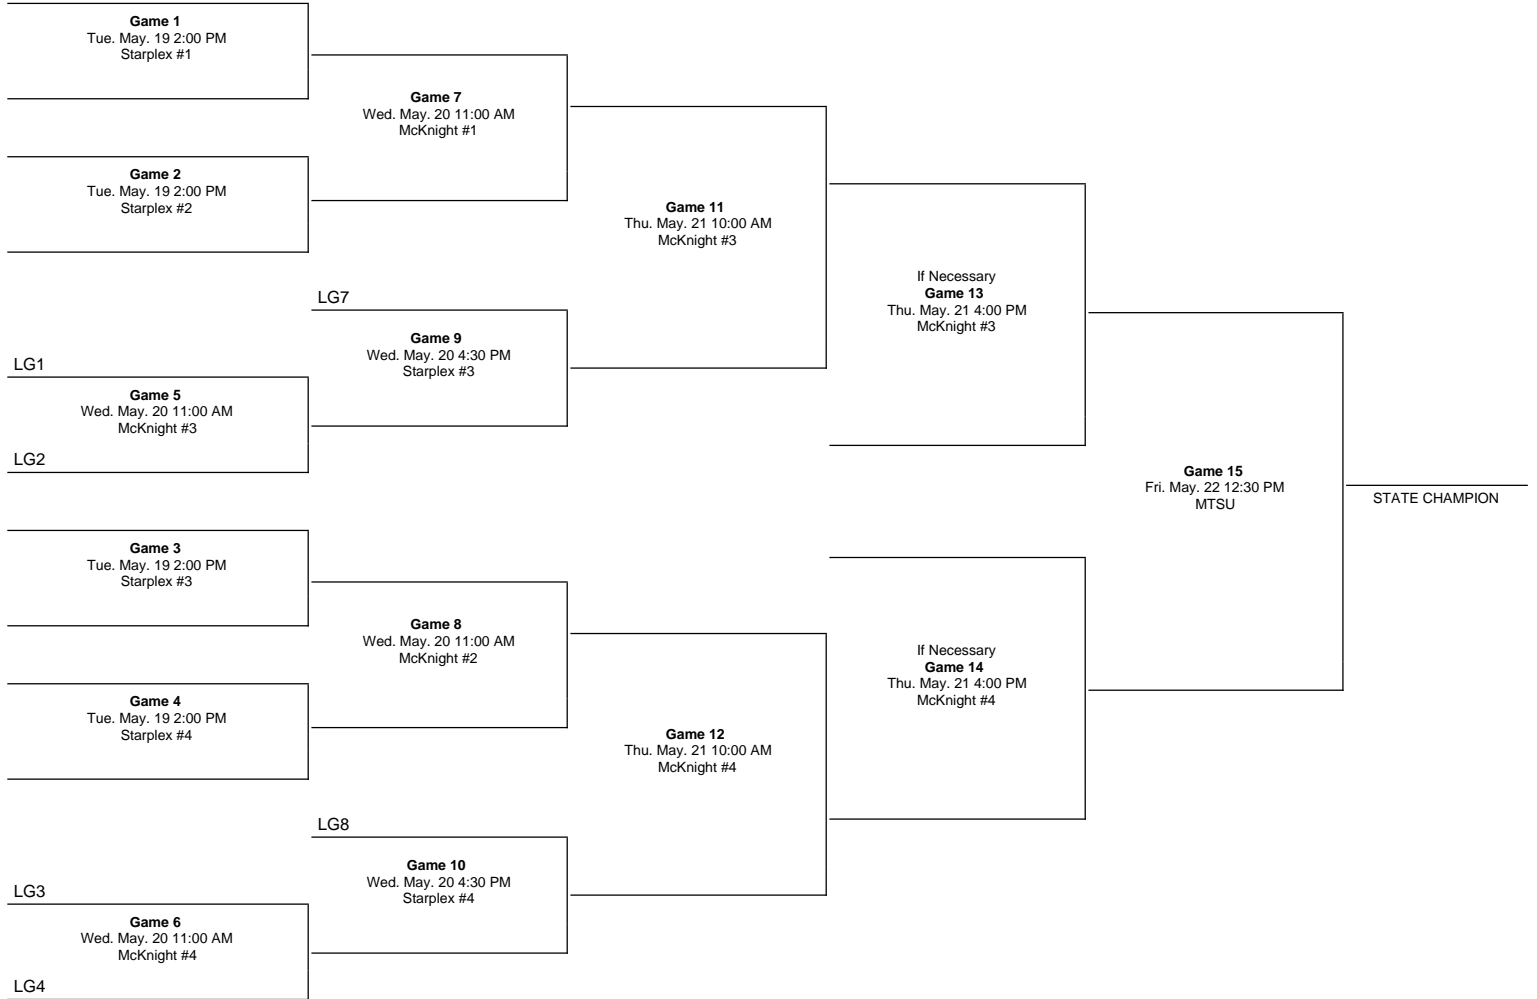 Game 1
Tue. May. 19 2:00 PM
Starplex #1
Game 2
Tue. May. 19 2:00 PM
Starplex #2
LG1
Game 5
Wed. May. 20 11:00 AM
McKnight #3
LG2
Game 3
Tue. May. 19 2:00 PM
Starplex #3
Game 4
Tue. May. 19 2:00 PM
Starplex #4
LG3
Game 6
Wed. May. 20 11:00 AM
McKnight #4
LG4
Game 7
Wed. May. 20 11:00 AM
McKnight #1
LG7
Game 9
Wed. May. 20 4:30 PM
Starplex #3
Game 8
Wed. May. 20 11:00 AM
McKnight #2
LG8
Game 10
Wed. May. 20 4:30 PM
Starplex #4
Game 11
Thu. May. 21 10:00 AM
McKnight #3
Game 12
Thu. May. 21 10:00 AM
McKnight #4
If Necessary
Game 13
Thu. May. 21 4:00 PM
McKnight #3
If Necessary
Game 14
Thu. May. 21 4:00 PM
McKnight #4
Game 15
Fri. May. 22 12:30 PM
MTSU
STATE CHAMPION